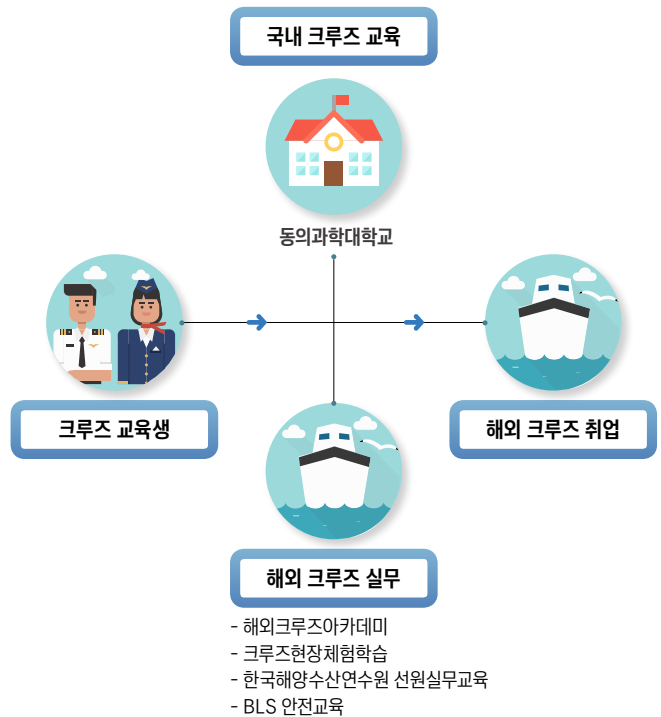 국내 크루즈 교육
동의과학대학교
크루즈 교육생
해외 크루즈 취업
해외 크루즈 실무
- 해외크루즈아카데미
- 크루즈현장체험학습
- 한국해양수산연수원 선원실무교육
- BLS 안전교육